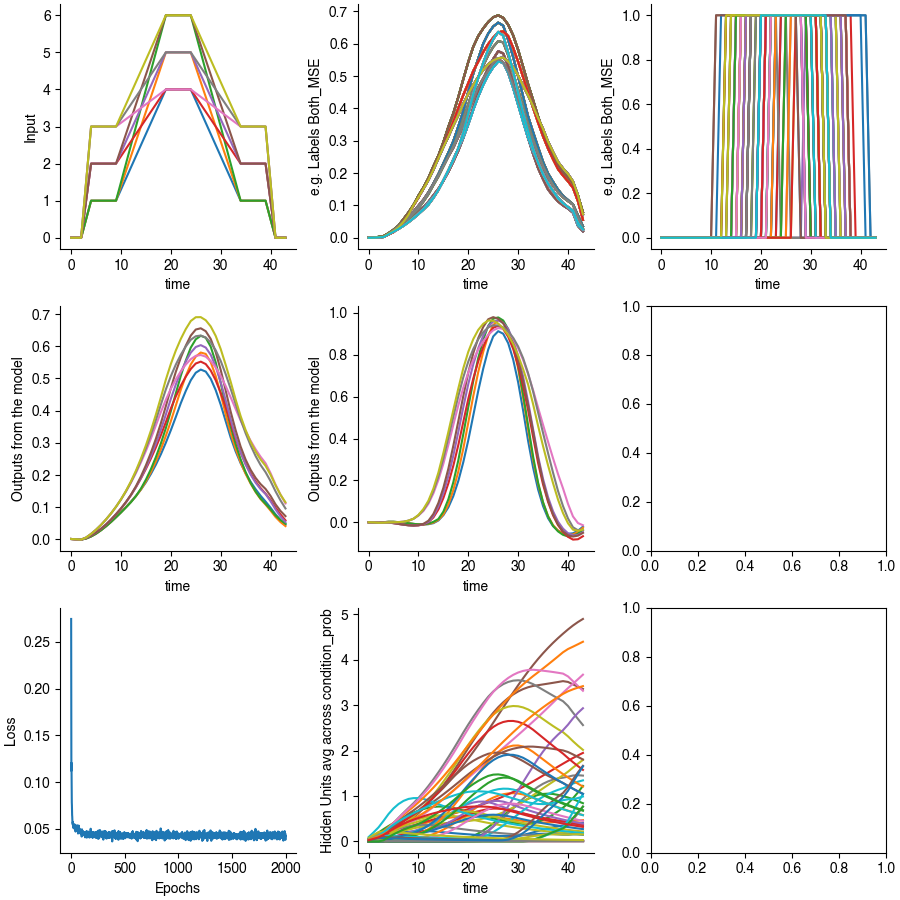 6
5
4
3
2
1
0
Input
0 10 20 30 40
time
0.7
0.6
0.5
0.4
0.3
0.2
0.1
0.0
e.g. Labels Both_MSE
0 10 20 30 40
time
1.0
0.8
0.6
0.4
0.2
0.0
e.g. Labels Both_MSE
0 10 20 30 40
time
0.7
0.6
0.5
0.4
0.3
0.2
0.1
0.0
Outputs from the model
0 10 20 30 40
time
1.0
0.8
0.6
0.4
0.2
0.0
Outputs from the model
0 10 20 30 40
time
1.0
0.8
0.6
0.4
0.2
0.0
0.0 0.2 0.4 0.6 0.8 1.0
0.25
0.20
0.15
0.10
0.05
Loss
0 500 1000 1500 2000
Epochs
5
4
3
2
1
0
Hidden Units avg across condition_prob
0 10 20 30 40
time
1.0
0.8
0.6
0.4
0.2
0.0
0.0 0.2 0.4 0.6 0.8 1.0